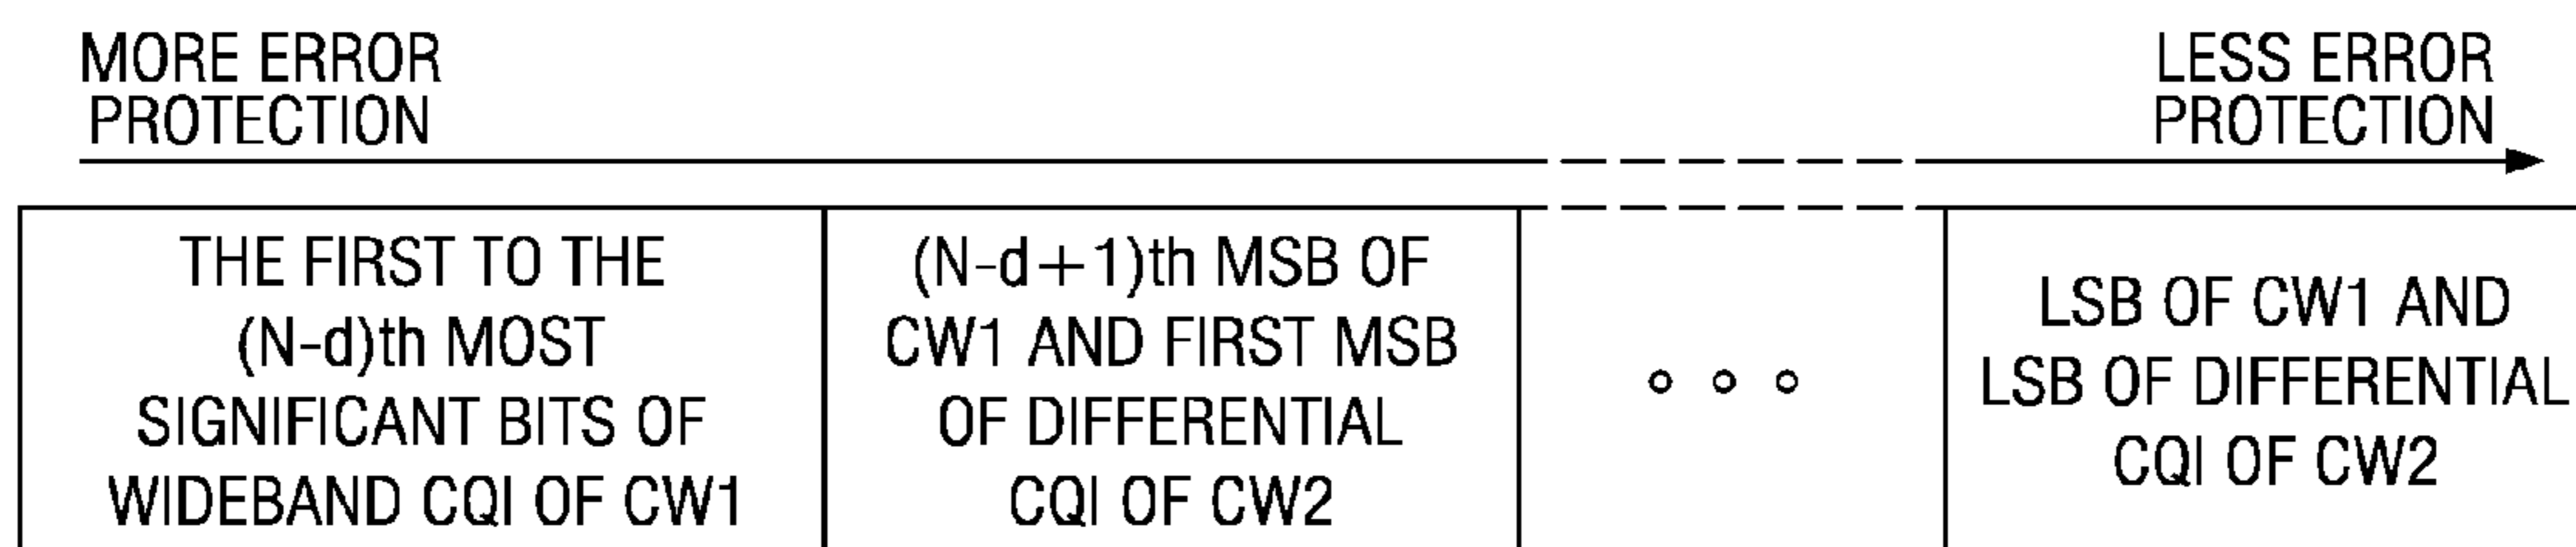 MORE ERROR
PROTECTION
LESS ERROR
PROTECTION
THE FIRST TO THE
(N-d)th MOST
SIGNIFICANT BITS OF
WIDEBAND CQI OF CW1
(N-d+1)th MSB OF
CW1 AND FIRST MSB
OF DIFFERENTIAL
CQI OF CW2
LSB OF CW1 AND
LSB OF DIFFERENTIAL
CQI OF CW2